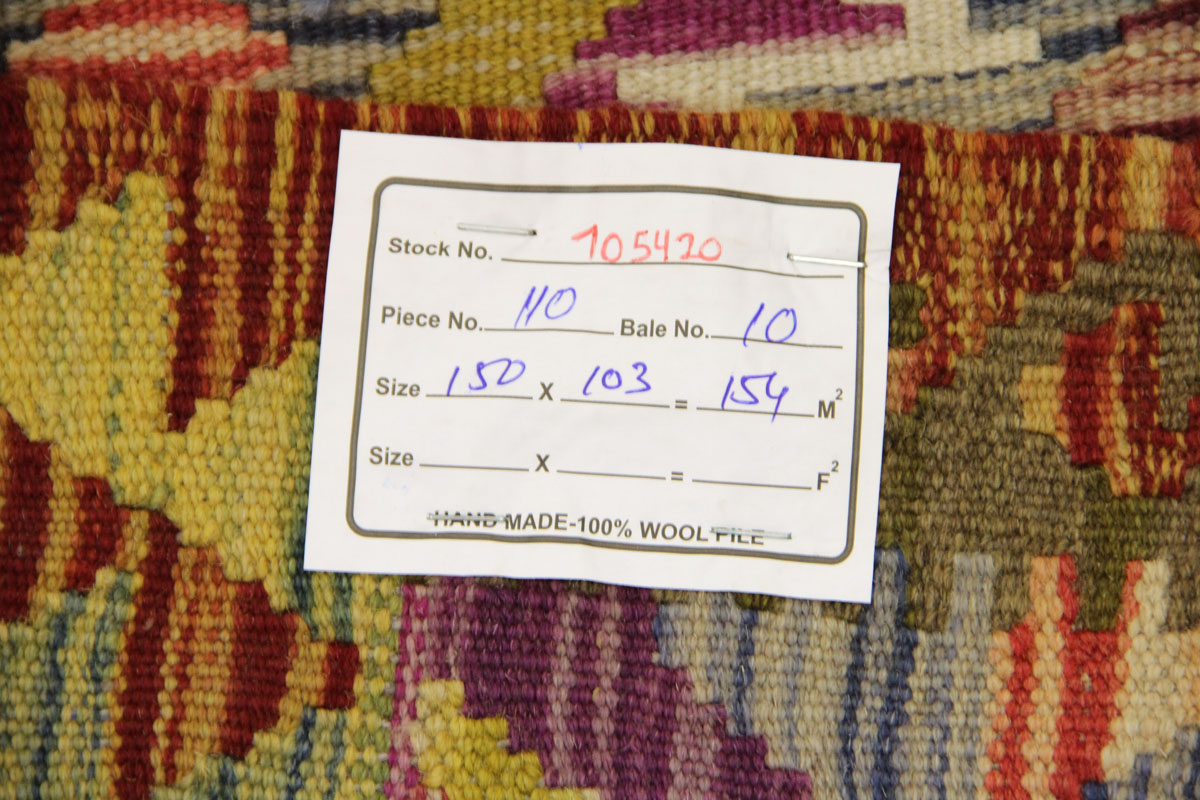 Stock No. 105420
Piece No. 110 Bale No. 10
Size 150 X 103 = 154 M²
Size X = F²
HAND MADE-100% WOOL PILE